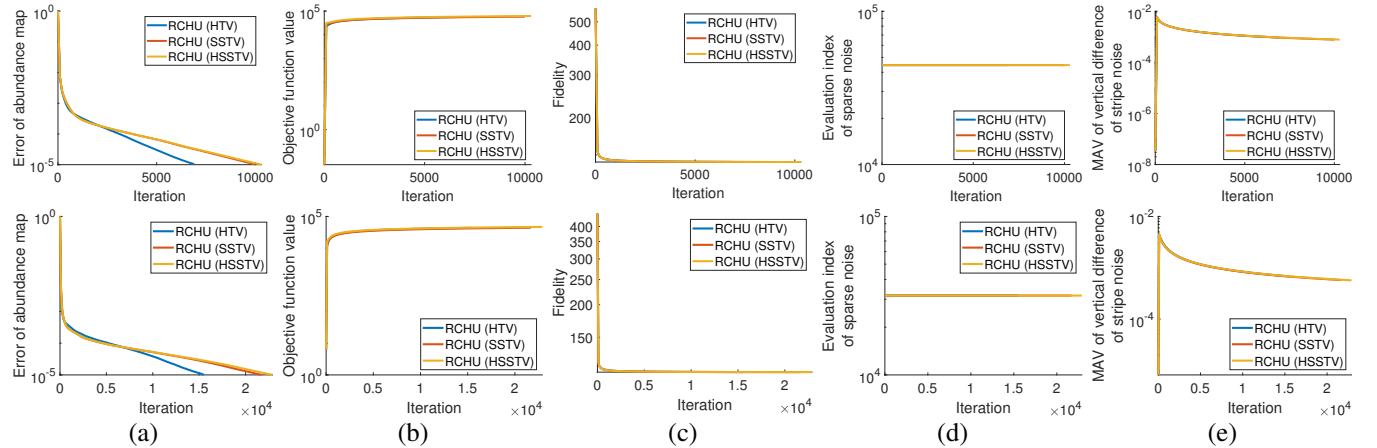 Error of abundance map
10^0
10^-5
0
5000
10000
Iteration
RCHU (HTV)
RCHU (SSTV)
RCHU (HSSTV)
Objective function value
10^5
10^0
0
5000
10000
Iteration
RCHU (HTV)
RCHU (SSTV)
RCHU (HSSTV)
Fidelity
500
400
300
200
0
5000
10000
Iteration
RCHU (HTV)
RCHU (SSTV)
RCHU (HSSTV)
Evaluation index
of sparse noise
10^5
10^4
0
5000
10000
Iteration
RCHU (HTV)
RCHU (SSTV)
RCHU (HSSTV)
MAV of vertical difference
of stripe noise
10^-2
10^-4
10^-6
10^-8
0
5000
10000
Iteration
RCHU (HTV)
RCHU (SSTV)
RCHU (HSSTV)
Error of abundance map
10^0
10^-5
0
0.5
1
1.5
2
×10^4
Iteration
RCHU (HTV)
RCHU (SSTV)
RCHU (HSSTV)
(a)
Objective function value
10^5
10^0
0
0.5
1
1.5
2
×10^4
Iteration
RCHU (HTV)
RCHU (SSTV)
RCHU (HSSTV)
(b)
Fidelity
400
350
300
250
200
150
0
0.5
1
1.5
2
×10^4
Iteration
RCHU (HTV)
RCHU (SSTV)
RCHU (HSSTV)
(c)
Evaluation index
of sparse noise
10^5
10^4
0
0.5
1
1.5
2
×10^4
Iteration
RCHU (HTV)
RCHU (SSTV)
RCHU (HSSTV)
(d)
MAV of vertical difference
of stripe noise
10^-2
10^-4
0
0.5
1
1.5
2
×10^4
Iteration
RCHU (HTV)
RCHU (SSTV)
RCHU (HSSTV)
(e)